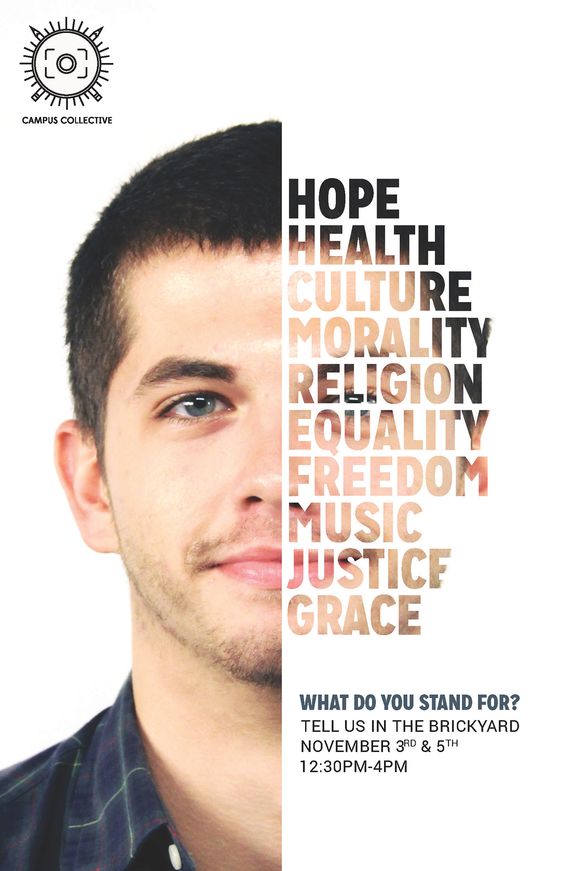 CAMPUS COLLECTIVE
HOPE
HEALTH
CULTURE
MORALITY
RELIGION
EQUALITY
FREEDOM
MUSIC
JUSTICE
GRACE
WHAT DO YOU STAND FOR?
TELL US IN THE BRICKYARD
NOVEMBER 3RD & 5TH
12:30PM-4PM